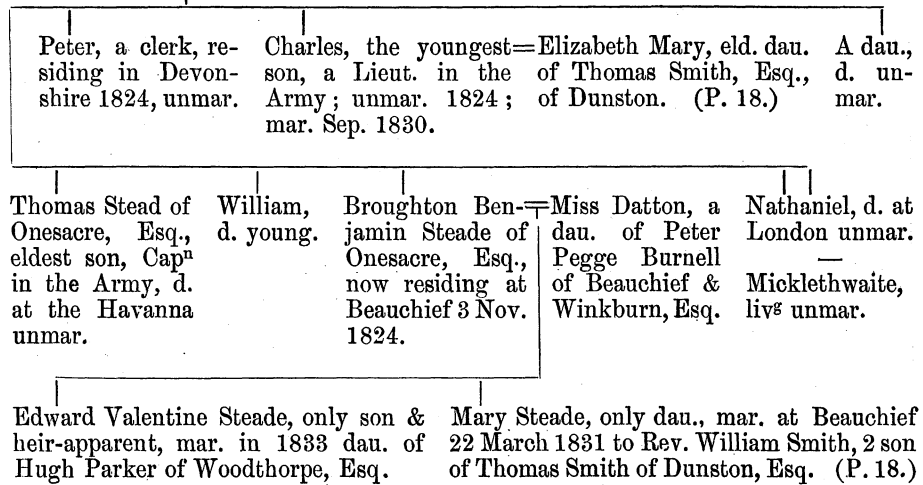 Peter, a clerk, re-
siding in Devon-
shire 1824, unmar.
Charles, the youngest=Elizabeth Mary, eld. dau.
son, a Lieut. in the
Army; unmar. 1824;
mar. Sep. 1830.
of Thomas Smith, Esq.,
of Dunston. (P. 18.)
A dau.,
d. un-
mar.
Thomas Stead of
Onesacre, Esq.,
eldest son, Capⁿ
in the Army, d.
at the Havanna
unmar.
William,
d. young.
Broughton Ben-
jamin Steade of
Onesacre, Esq.,
now residing at
Beauchief 3 Nov.
1824.
=Miss Datton, a
dau. of Peter
Pegge Burnell
of Beauchief &
Winkburn, Esq.
Nathaniel, d. at
London unmar.
—
Micklethwaite,
livᵍ unmar.
Edward Valentine Steade, only son &
heir-apparent, mar. in 1833 dau. of
Hugh Parker of Woodthorpe, Esq.
Mary Steade, only dau., mar. at Beauchief
22 March 1831 to Rev. William Smith, 2 son
of Thomas Smith of Dunston, Esq. (P. 18.)